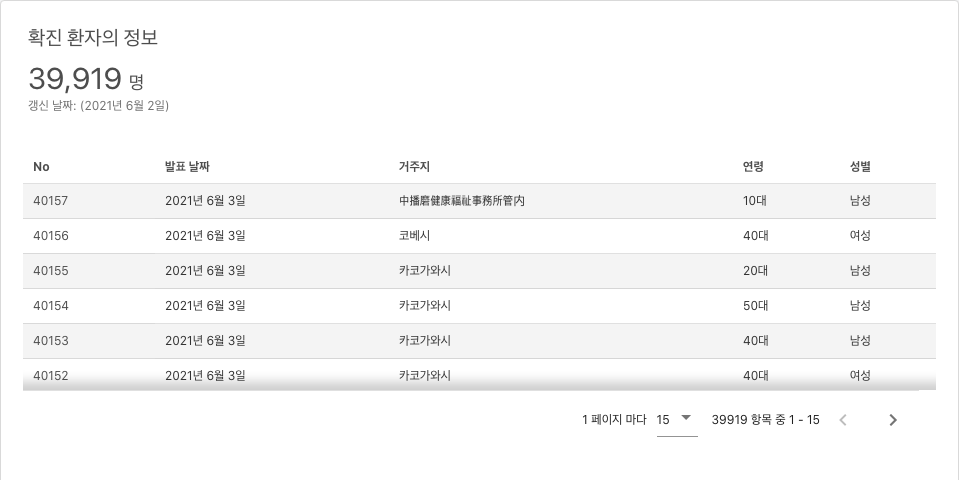 확진 환자의 정보
39,919 명
갱신 날짜: (2021년 6월 2일)
No 발표 날짜 거주지 연령 성별
40157 2021년 6월 3일 中播磨健康福祉事務所管内 10대 남성
40156 2021년 6월 3일 코베시 40대 여성
40155 2021년 6월 3일 카코가와시 20대 남성
40154 2021년 6월 3일 카코가와시 50대 남성
40153 2021년 6월 3일 카코가와시 40대 남성
40152 2021년 6월 3일 카코가와시 40대 여성
1 페이지 마다 15 39919 항목 중 1 - 15